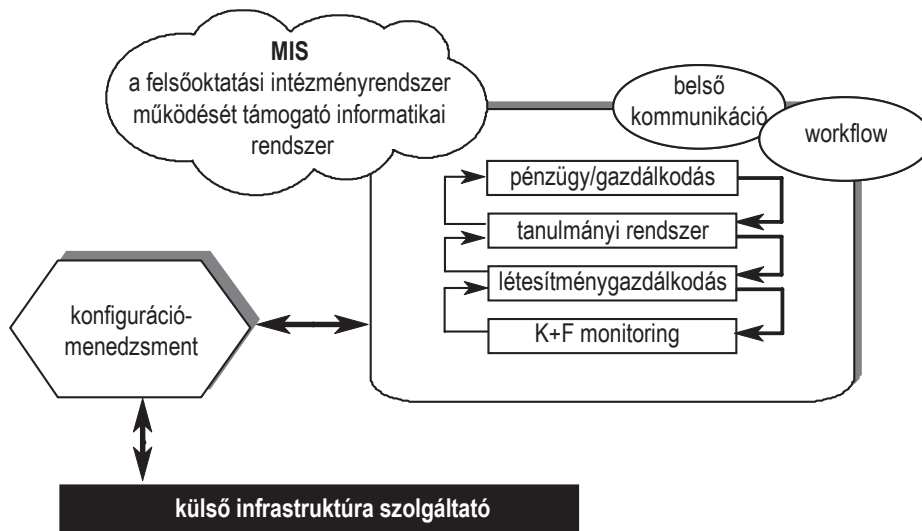 MIS
a felsőoktatási intézményrendszer
működését támogató informatikai
rendszer
belső
kommunikáció
workflow
pénzügy/gazdálkodás
tanulmányi rendszer
létesítménygazdálkodás
K+F monitoring
konfiguráció-
menedzsment
külső infrastruktúra szolgáltató